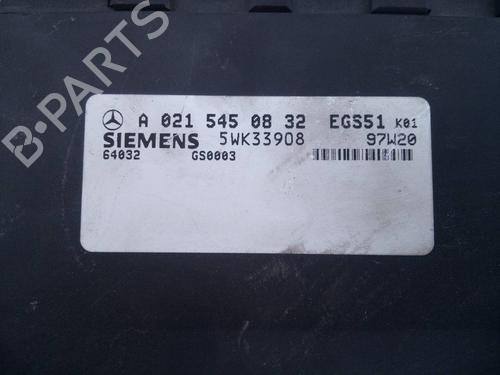 A 021 545 08 32 EGS51 K01
SIEMENS 5WK33908 97W20
64032 GS0003
B-PARTS